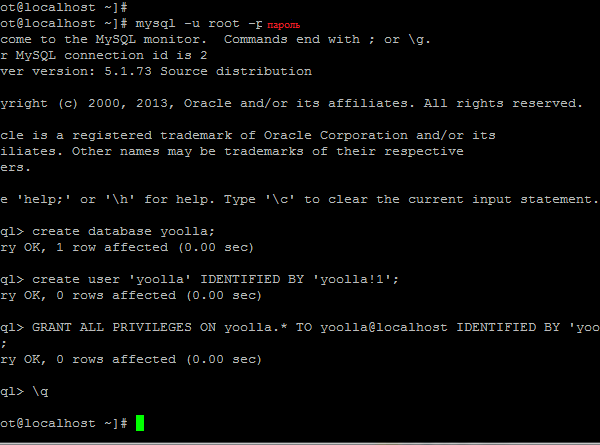 ot@localhost ~]#
ot@localhost ~]# mysql -u root -p пароль
come to the MySQL monitor.  Commands end with ; or \g.
r MySQL connection id is 2
ver version: 5.1.73 Source distribution
yright (c) 2000, 2013, Oracle and/or its affiliates. All rights reserved.
cle is a registered trademark of Oracle Corporation and/or its
iliates. Other names may be trademarks of their respective
ers.
e 'help;' or '\h' for help. Type '\c' to clear the current input statement.
ql> create database yoolla;
ry OK, 1 row affected (0.00 sec)
ql> create user 'yoolla' IDENTIFIED BY 'yoolla!1';
ry OK, 0 rows affected (0.00 sec)
ql> GRANT ALL PRIVILEGES ON yoolla.* TO yoolla@localhost IDENTIFIED BY 'yoo
;
ry OK, 0 rows affected (0.00 sec)
ql> \q
ot@localhost ~]#